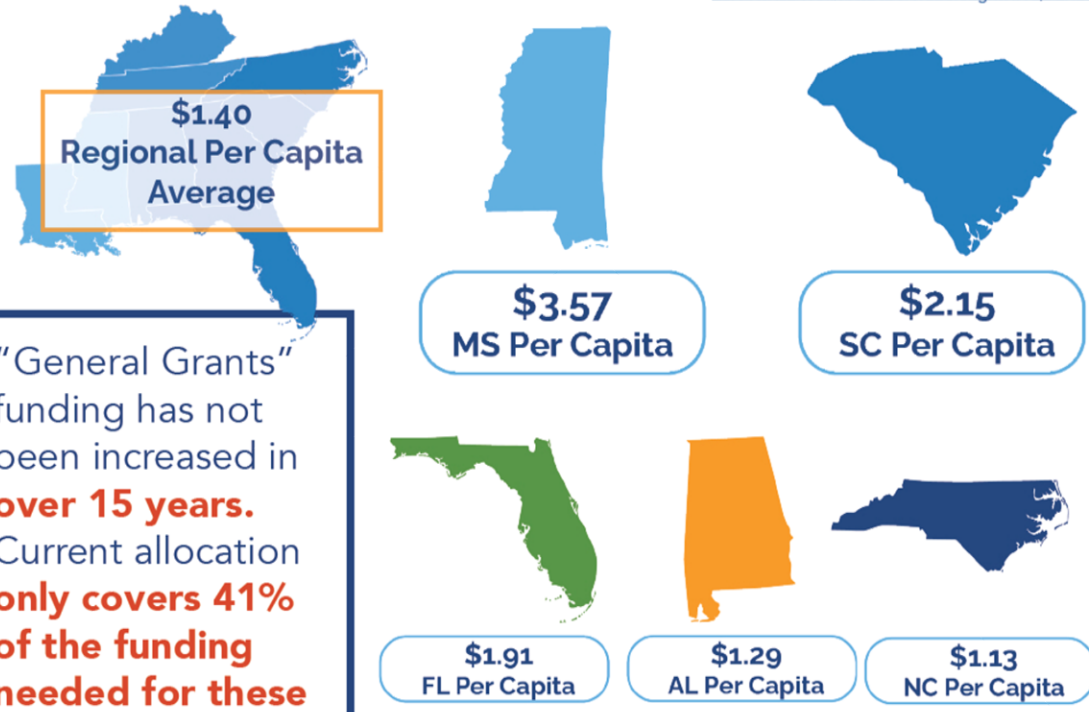 $1.40
Regional Per Capita
Average
$3.57
MS Per Capita
$2.15
SC Per Capita
"General Grants"
funding has not
been increased in
over 15 years.
Current allocation
only covers 41%
of the funding
needed for these
$1.91
FL Per Capita
$1.29
AL Per Capita
$1.13
NC Per Capita